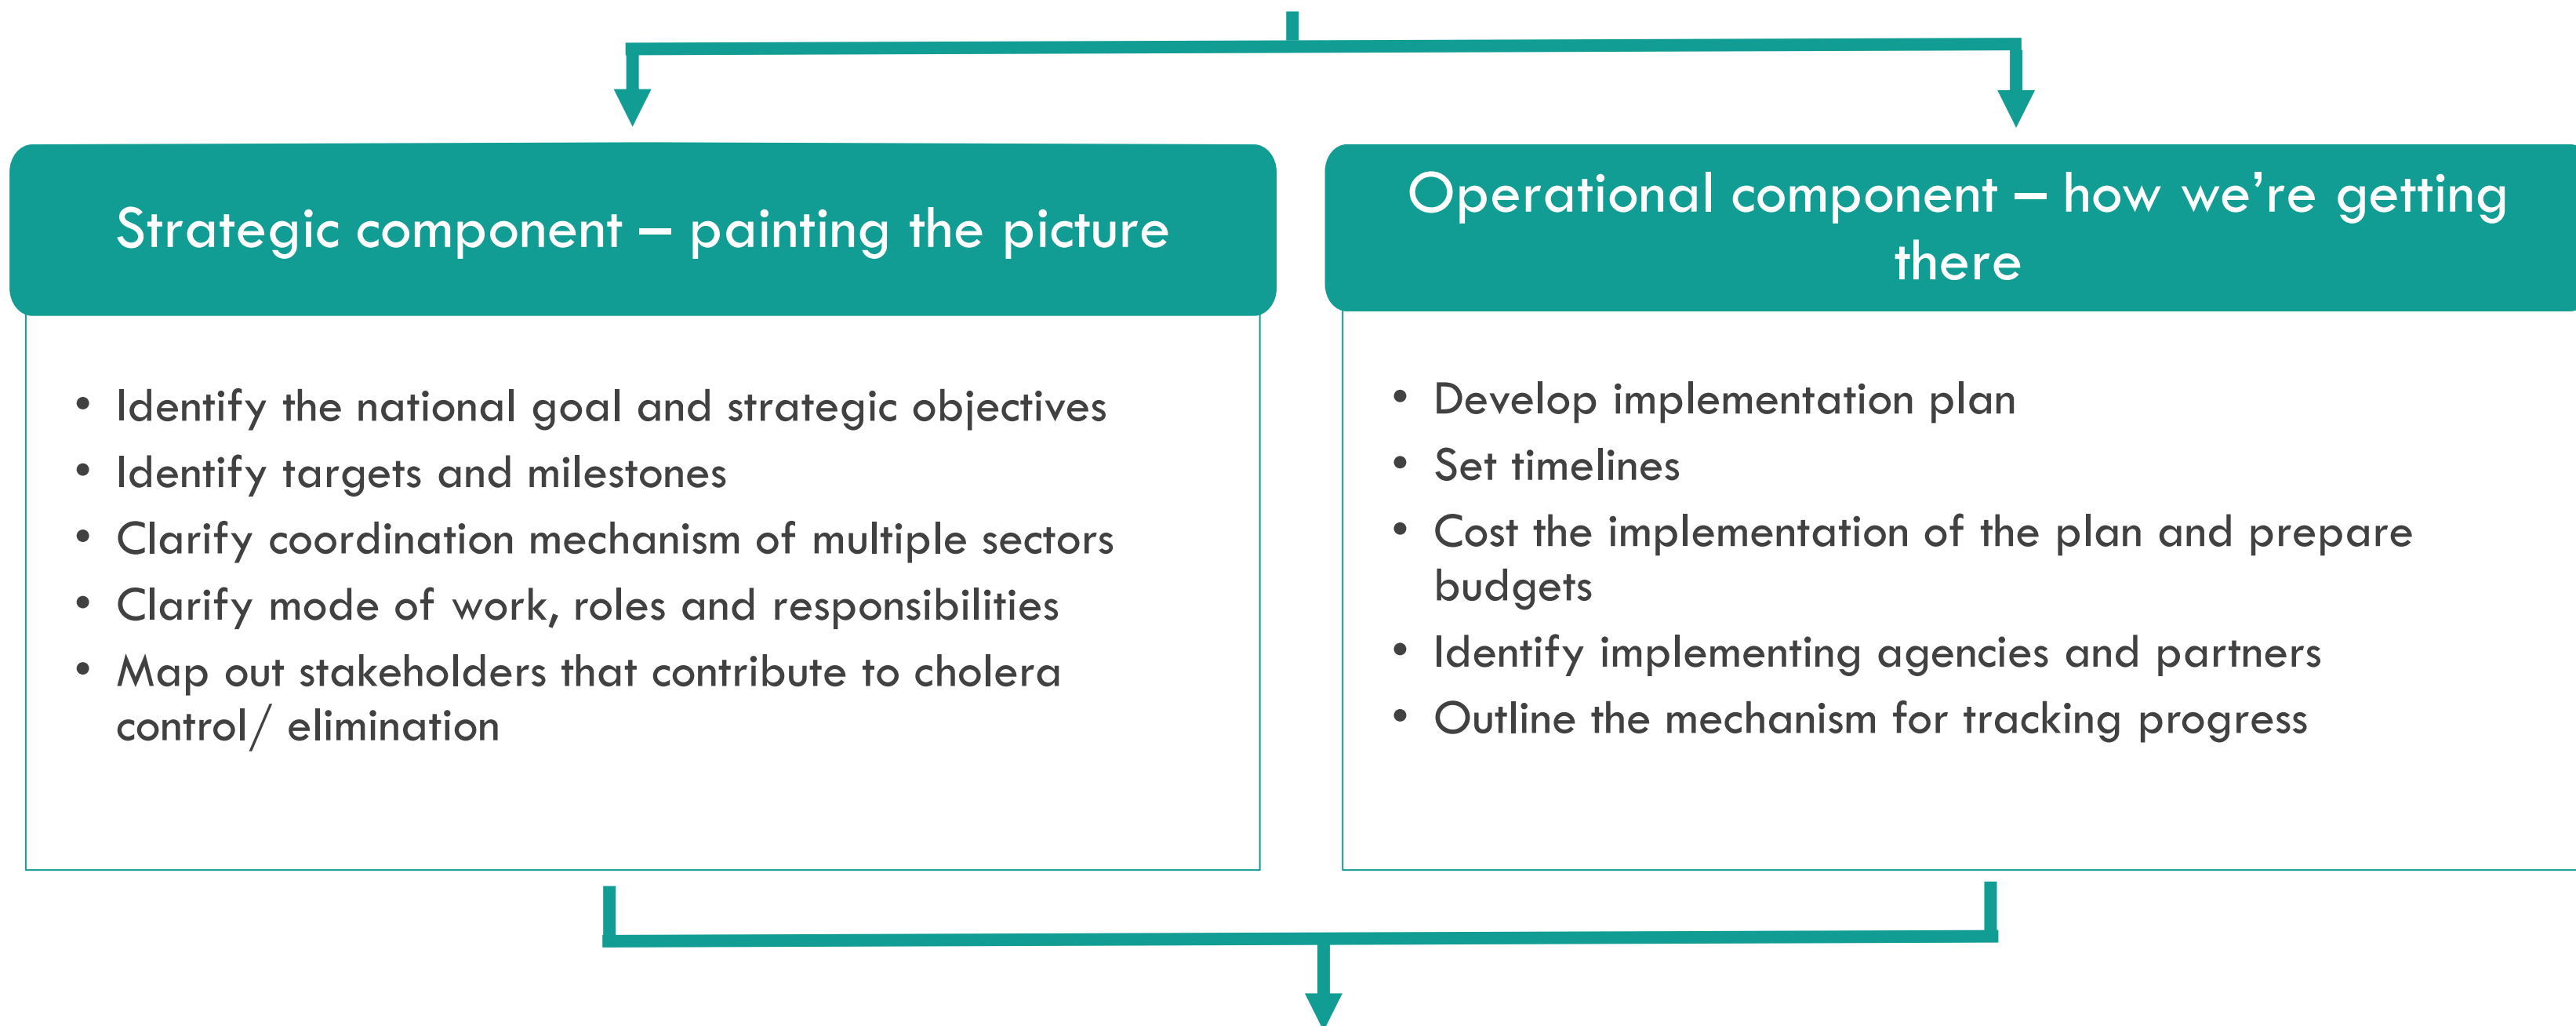 Strategic component – painting the picture
• Identify the national goal and strategic objectives
• Identify targets and milestones
• Clarify coordination mechanism of multiple sectors
• Clarify mode of work, roles and responsibilities
• Map out stakeholders that contribute to cholera
control/ elimination
Operational component – how we’re getting
there
• Develop implementation plan
• Set timelines
• Cost the implementation of the plan and prepare
budgets
• Identify implementing agencies and partners
• Outline the mechanism for tracking progress